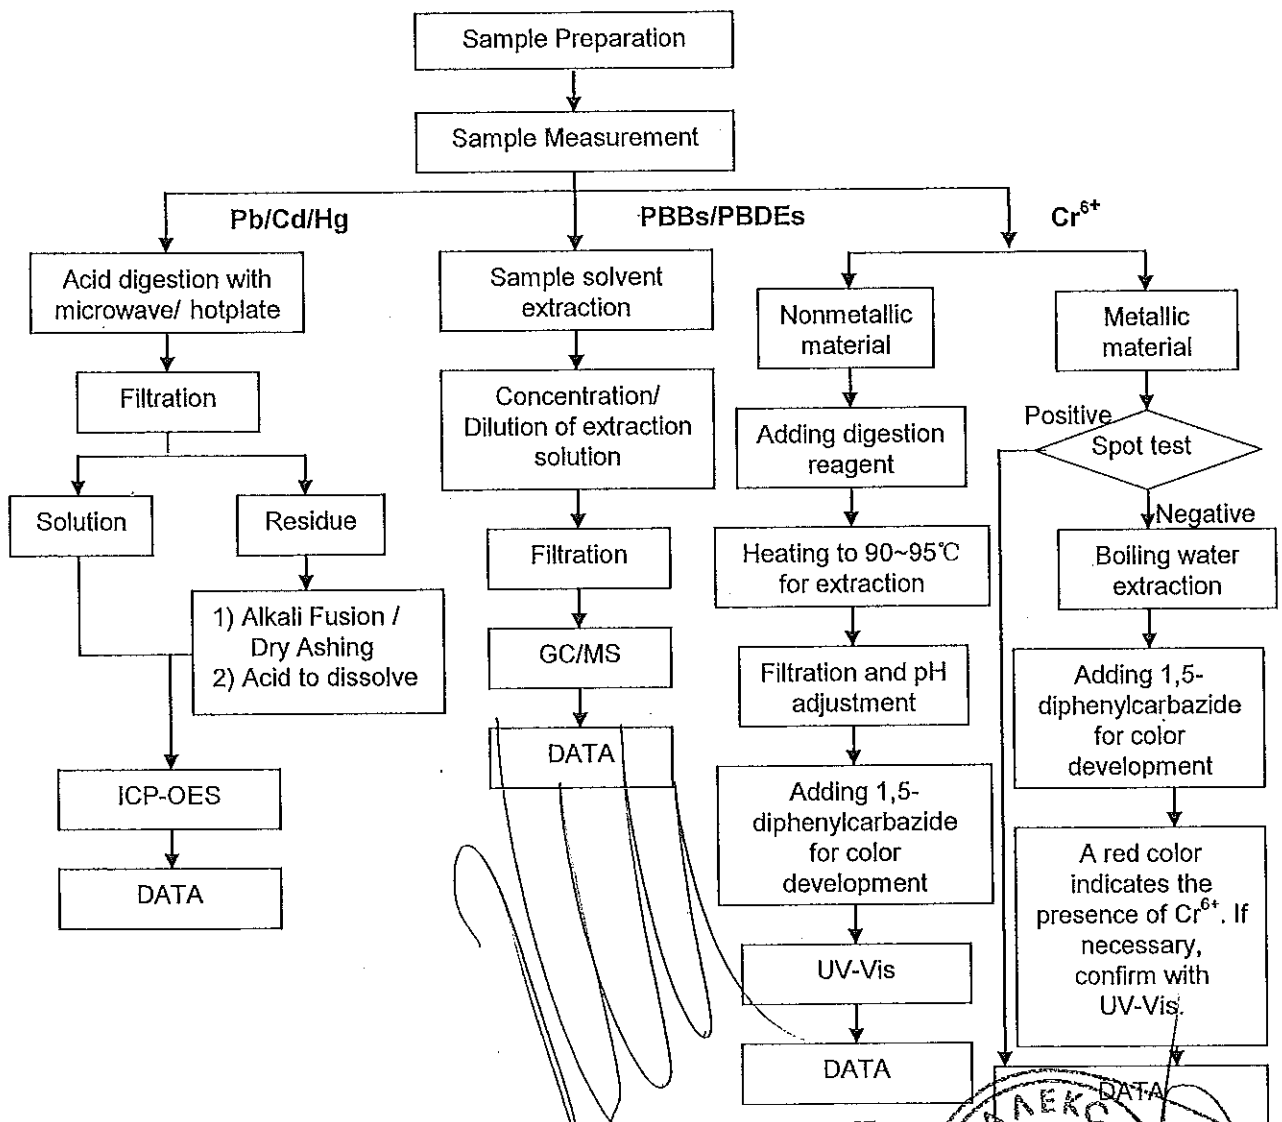 Sample Preparation
Sample Measurement
Pb/Cd/Hg
PBBs/PBDEs
Cr⁶⁺
Acid digestion with
microwave/ hotplate
Filtration
Solution
Residue
1) Alkali Fusion /
Dry Ashing
2) Acid to dissolve
ICP-OES
DATA
Sample solvent
extraction
Concentration/
Dilution of extraction
solution
Filtration
GC/MS
DATA
Nonmetallic
material
Adding digestion
reagent
Heating to 90~95℃
for extraction
Filtration and pH
adjustment
Adding 1,5-
diphenylcarbazide
for color
development
UV-Vis
DATA
Metallic
material
Positive
Spot test
Negative
Boiling water
extraction
Adding 1,5-
diphenylcarbazide
for color
development
A red color
indicates the
presence of Cr⁶⁺. If
necessary,
confirm with
UV-Vis.
DATA